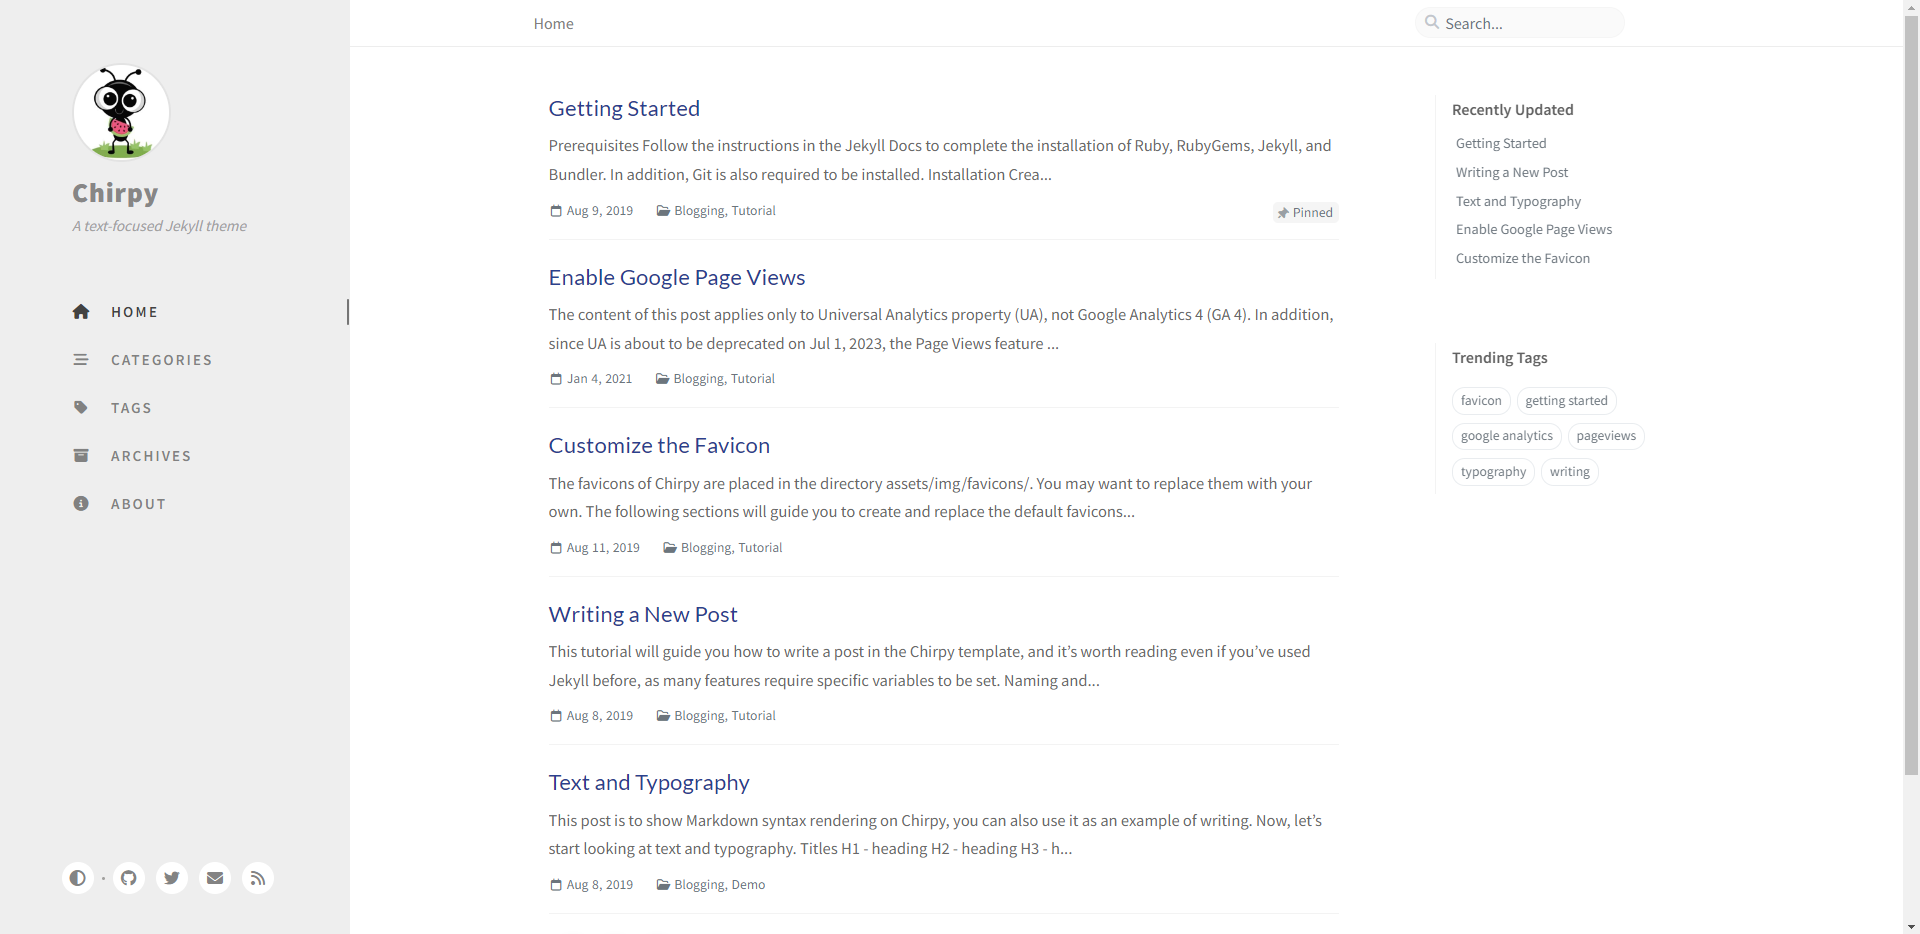 Chirpy
A text-focused Jekyll theme
HOME
CATEGORIES
TAGS
ARCHIVES
ABOUT
Home
Search...
Getting Started
Prerequisites Follow the instructions in the Jekyll Docs to complete the installation of Ruby, RubyGems, Jekyll, and
Bundler. In addition, Git is also required to be installed. Installation Crea...
Aug 9, 2019 Blogging, Tutorial Pinned
Enable Google Page Views
The content of this post applies only to Universal Analytics property (UA), not Google Analytics 4 (GA 4). In addition,
since UA is about to be deprecated on Jul 1, 2023, the Page Views feature ...
Jan 4, 2021 Blogging, Tutorial
Customize the Favicon
The favicons of Chirpy are placed in the directory assets/img/favicons/. You may want to replace them with your
own. The following sections will guide you to create and replace the default favicons...
Aug 11, 2019 Blogging, Tutorial
Writing a New Post
This tutorial will guide you how to write a post in the Chirpy template, and it’s worth reading even if you’ve used
Jekyll before, as many features require specific variables to be set. Naming and...
Aug 8, 2019 Blogging, Tutorial
Text and Typography
This post is to show Markdown syntax rendering on Chirpy, you can also use it as an example of writing. Now, let’s
start looking at text and typography. Titles H1 - heading H2 - heading H3 - h...
Aug 8, 2019 Blogging, Demo
Recently Updated
Getting Started
Writing a New Post
Text and Typography
Enable Google Page Views
Customize the Favicon
Trending Tags
favicon getting started
google analytics pageviews
typography writing